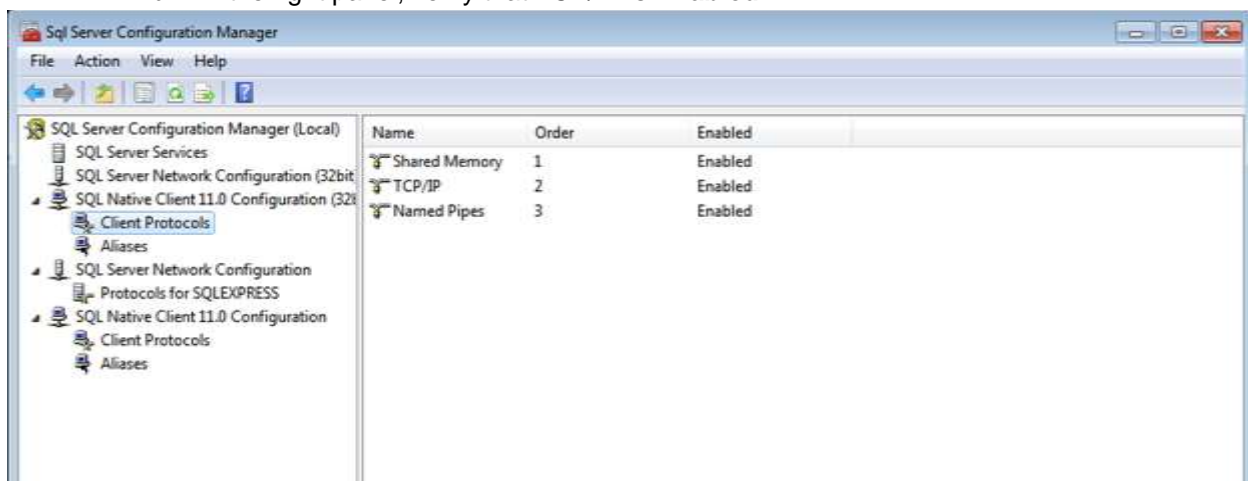 Sql Server Configuration Manager
File Action View Help
SQL Server Configuration Manager (Local)
SQL Server Services
SQL Server Network Configuration (32bit
SQL Native Client 11.0 Configuration (32
Client Protocols
Aliases
SQL Server Network Configuration
Protocols for SQLEXPRESS
SQL Native Client 11.0 Configuration
Client Protocols
Aliases
Name Order Enabled
Shared Memory 1 Enabled
TCP/IP 2 Enabled
Named Pipes 3 Enabled